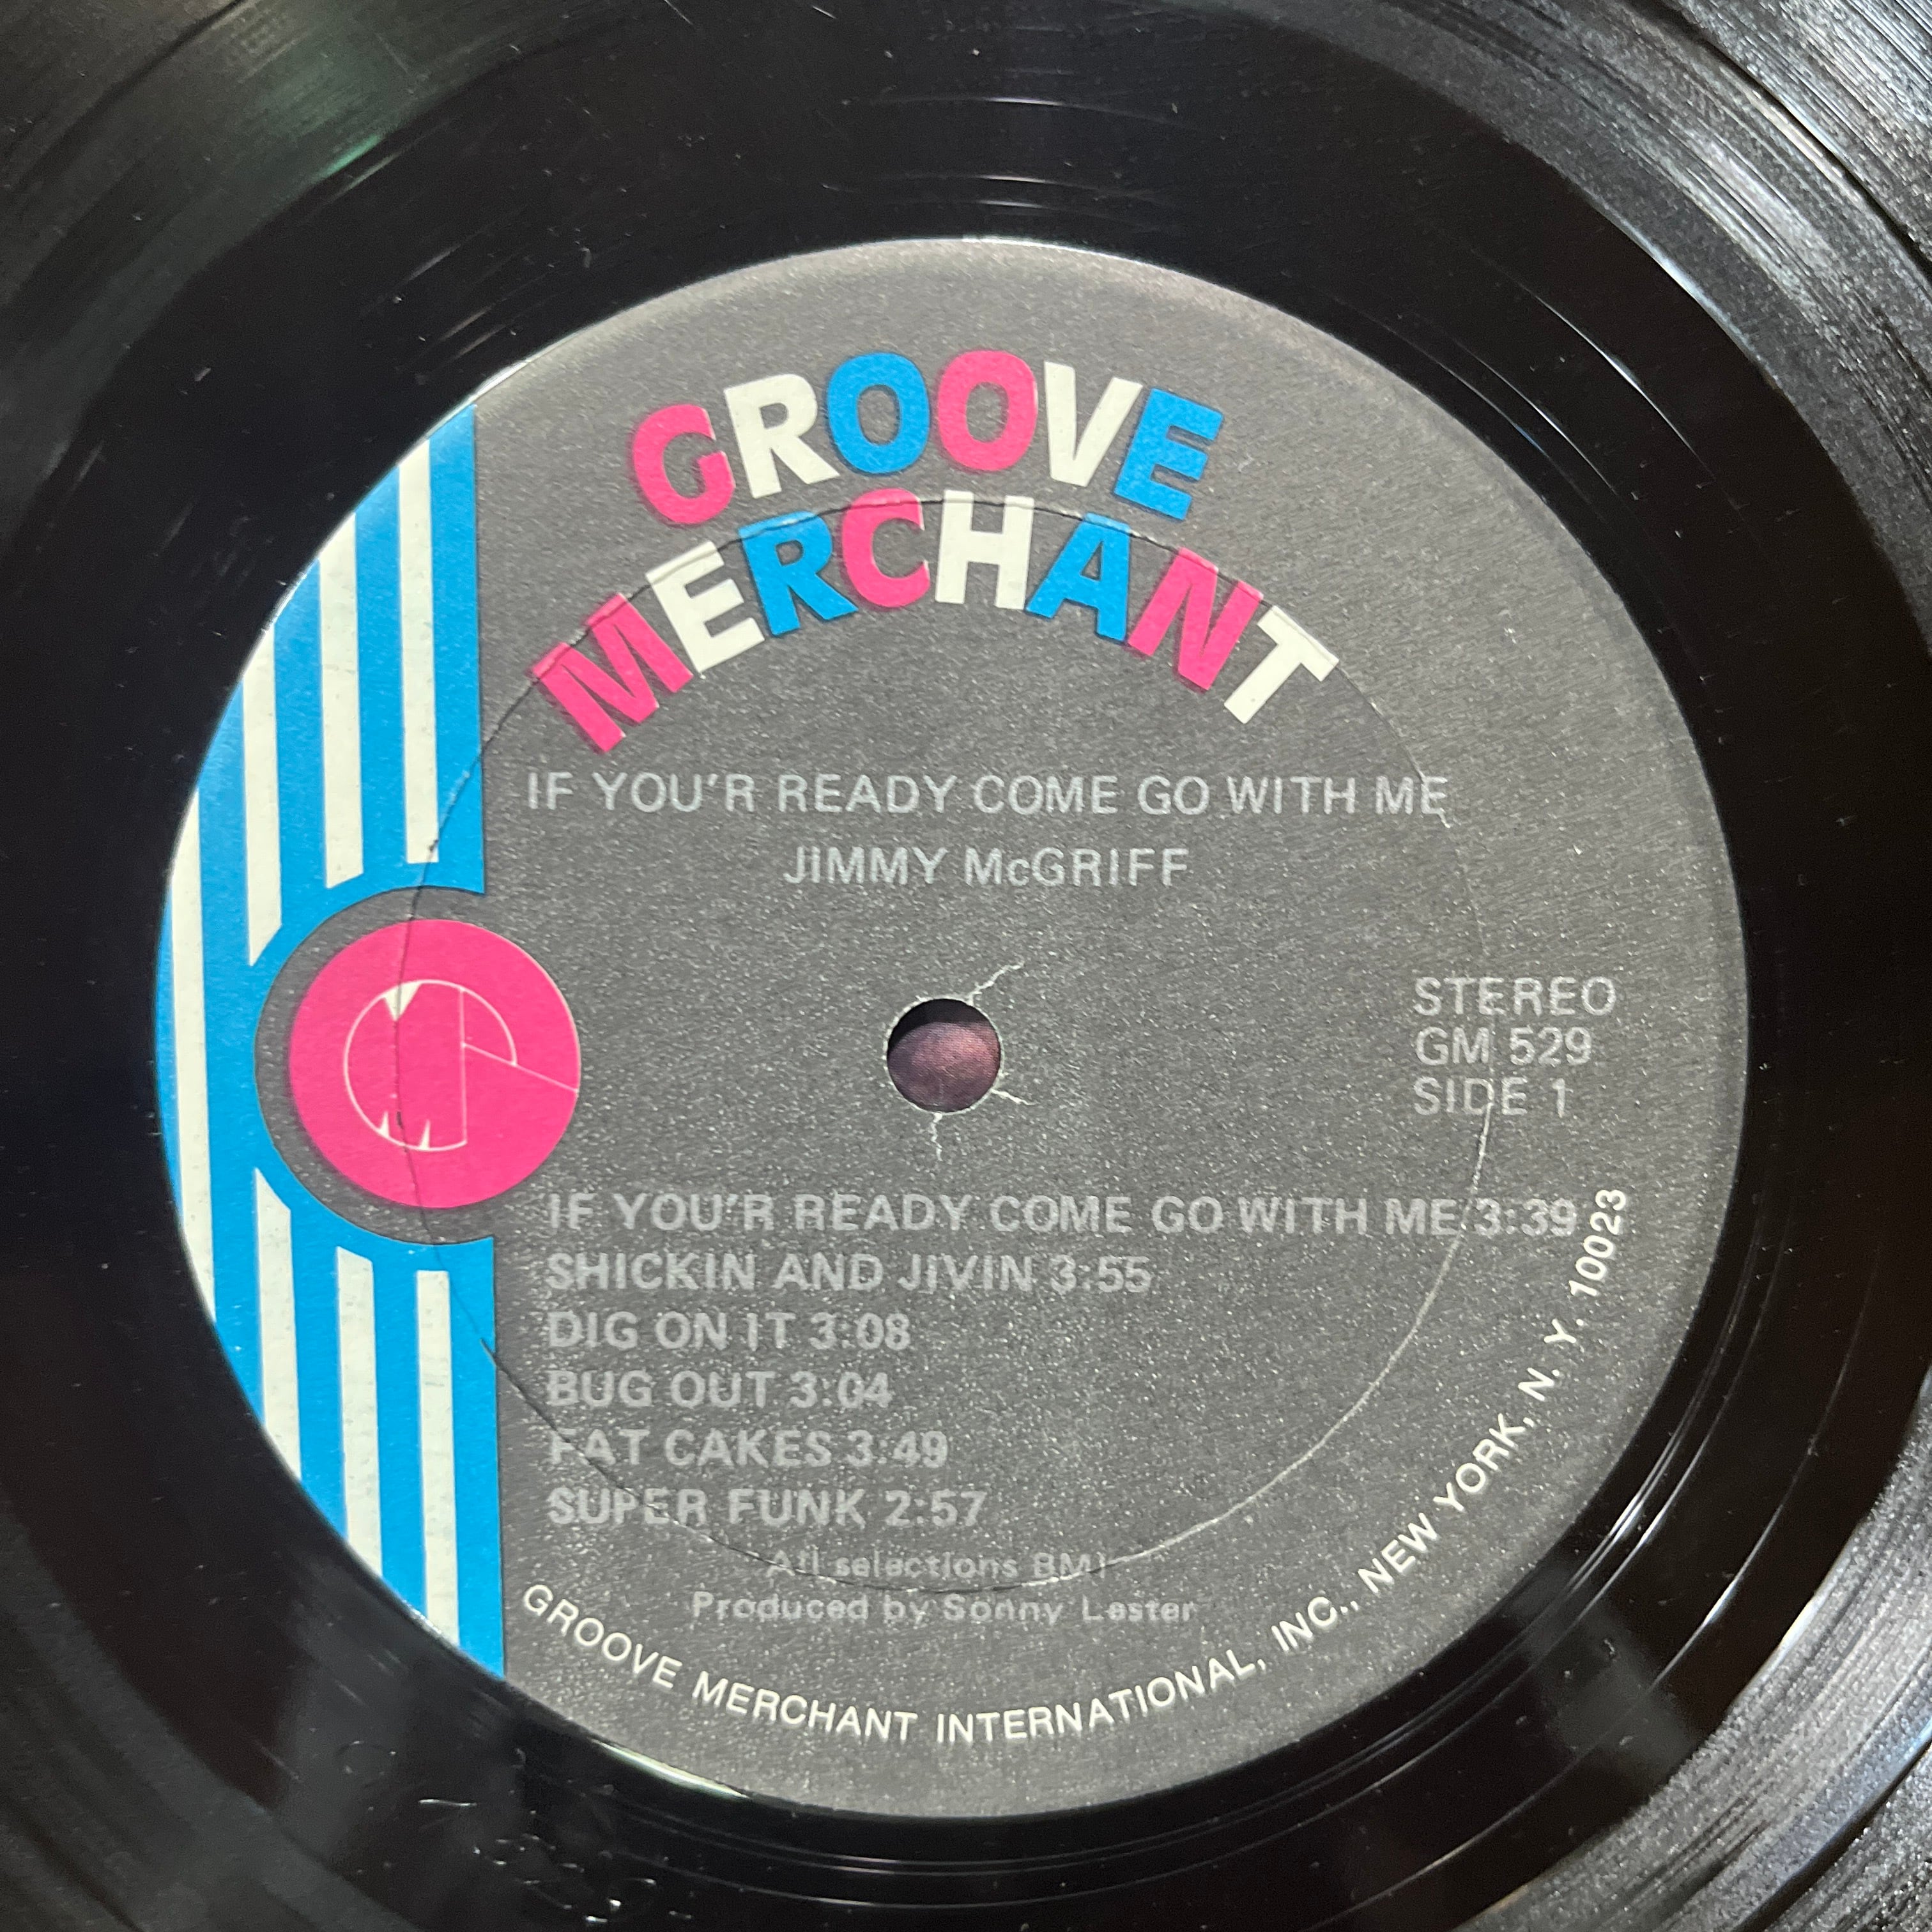 GROOVE
MERCHANT
IF YOU'R READY COME GO WITH ME
JIMMY McGRIFF
STEREO
GM 529
SIDE 1
IF YOU'R READY COME GO WITH ME 3:39
SHICKIN AND JIVIN 3:55
DIG ON IT 3:08
BUG OUT 3:04
FAT CAKES 3:49
SUPER FUNK 2:57
All selections BMI
Produced by Sonny Lester
GROOVE MERCHANT INTERNATIONAL, INC., NEW YORK, N. Y. 10023